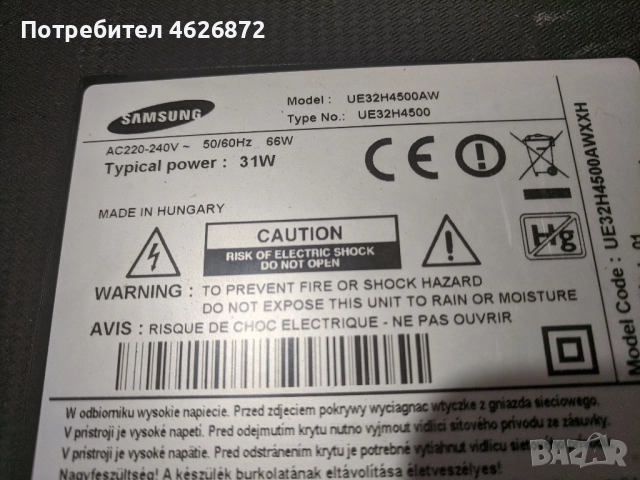 Потребител 4626872
SAMSUNG
Model : UE32H4500AW
Type No.: UE32H4500
AC220-240V ~ 50/60Hz 66W
Typical power : 31W
MADE IN HUNGARY
CE
Hg
CAUTION
RISK OF ELECTRIC SHOCK
DO NOT OPEN
WARNING : TO PREVENT FIRE OR SHOCK HAZARD
DO NOT EXPOSE THIS UNIT TO RAIN OR MOISTURE
AVIS : RISQUE DE CHOC ELECTRIQUE - NE PAS OUVRIR
W odbiorniku wysokie napiecie. Przed zdjeciem pokrywy wyciagnac wtyczke z gniazda sieciowego.
V pristroji je vysoké napeti. Pred odejmutim krytu nutno vyjmout vidlici sitového prívodu ze zásuvky.
V prístroji je vysoké napätie. Pred odstránením krytu je potrebné vytiahnut vidlicu
Nagyfeszültség! A készülék burkolatának eltávolítása életveszélyes!
Model Code : UE32H4500AWXXH
01
BAZAR